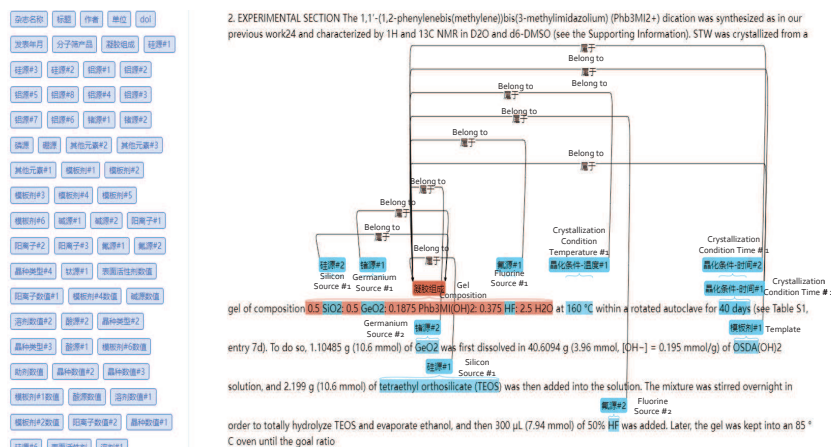 杂志名称 标题 作者 单位 doi
发表年月 分子筛产品 凝胶组成 硅源#1
硅源#3 硅源#2 铝源#1 铝源#2
铝源#5 铝源#8 铝源#4 铝源#3
铝源#7 铝源#6 锗源#1 锗源#2
磷源 硼源 其他元素#2 其他元素#3
其他元素#1 模板剂#1 模板剂#2
模板剂#3 模板剂#4 模板剂#5
模板剂#6 碱源#1 碱源#2 阳离子#1
阳离子#2 阳离子#3 氟源#1 氟源#2
晶种类型#4 钛源#1 表面活性剂数值
阳离子数值#1 模板剂#4数值 碱源数值
溶剂数值#2 酸源#2 晶种类型#2
晶种类型#3 酸源#1 模板剂#6数值
助剂数值 晶种数值#2 晶种数值#3
模板剂#1数值 酸源数值 溶剂数值#1
模板剂#2数值 阳离子数值#2 晶种数值#1
2. EXPERIMENTAL SECTION The 1,1′-(1,2-phenylenebis(methylene))bis(3-methylimidazolium) (Phb3MI2+) dication was synthesized as in our
previous work24 and characterized by 1H and 13C NMR in D2O and d6-DMSO (see the Supporting Information). STW was crystallized from a
属于
Belong to
属于
Belong to
属于
Belong to
属于
Belong to
属于
Belong to
属于
Belong to
属于
Belong to
属于
Belong to
属于
Belong to
属于
硅源#2 锗源#1 氟源#1 晶化条件-温度#1 晶化条件-时间#2
Silicon Source #1
Germanium Source #1
Fluorine Source #1
Crystallization Condition Temperature #1
Crystallization Condition Time #1
凝胶组成 Gel Composition
晶化条件-时间#1 Crystallization Condition Time #
gel of composition 0.5 SiO2: 0.5 GeO2: 0.1875 Phb3MI(OH)2: 0.375 HF: 2.5 H2O at 160 °C within a rotated autoclave for 40 days (see Table S1,
Germanium Source #2 锗源#2 模板剂#1 Template
entry 7d). To do so, 1.10485 g (10.6 mmol) of GeO2 was first dissolved in 40.6094 g (3.96 mmol, [OH−] = 0.195 mmol/g) of OSDA(OH)2
硅源#1 Silicon Source #1
solution, and 2.199 g (10.6 mmol) of tetraethyl orthosilicate (TEOS) was then added into the solution. The mixture was stirred overnight in
氟源#2 Fluorine Source #2
order to totally hydrolyze TEOS and evaporate ethanol, and then 300 μL (7.94 mmol) of 50% HF was added. Later, the gel was kept into an 85 °
C oven until the goal ratio